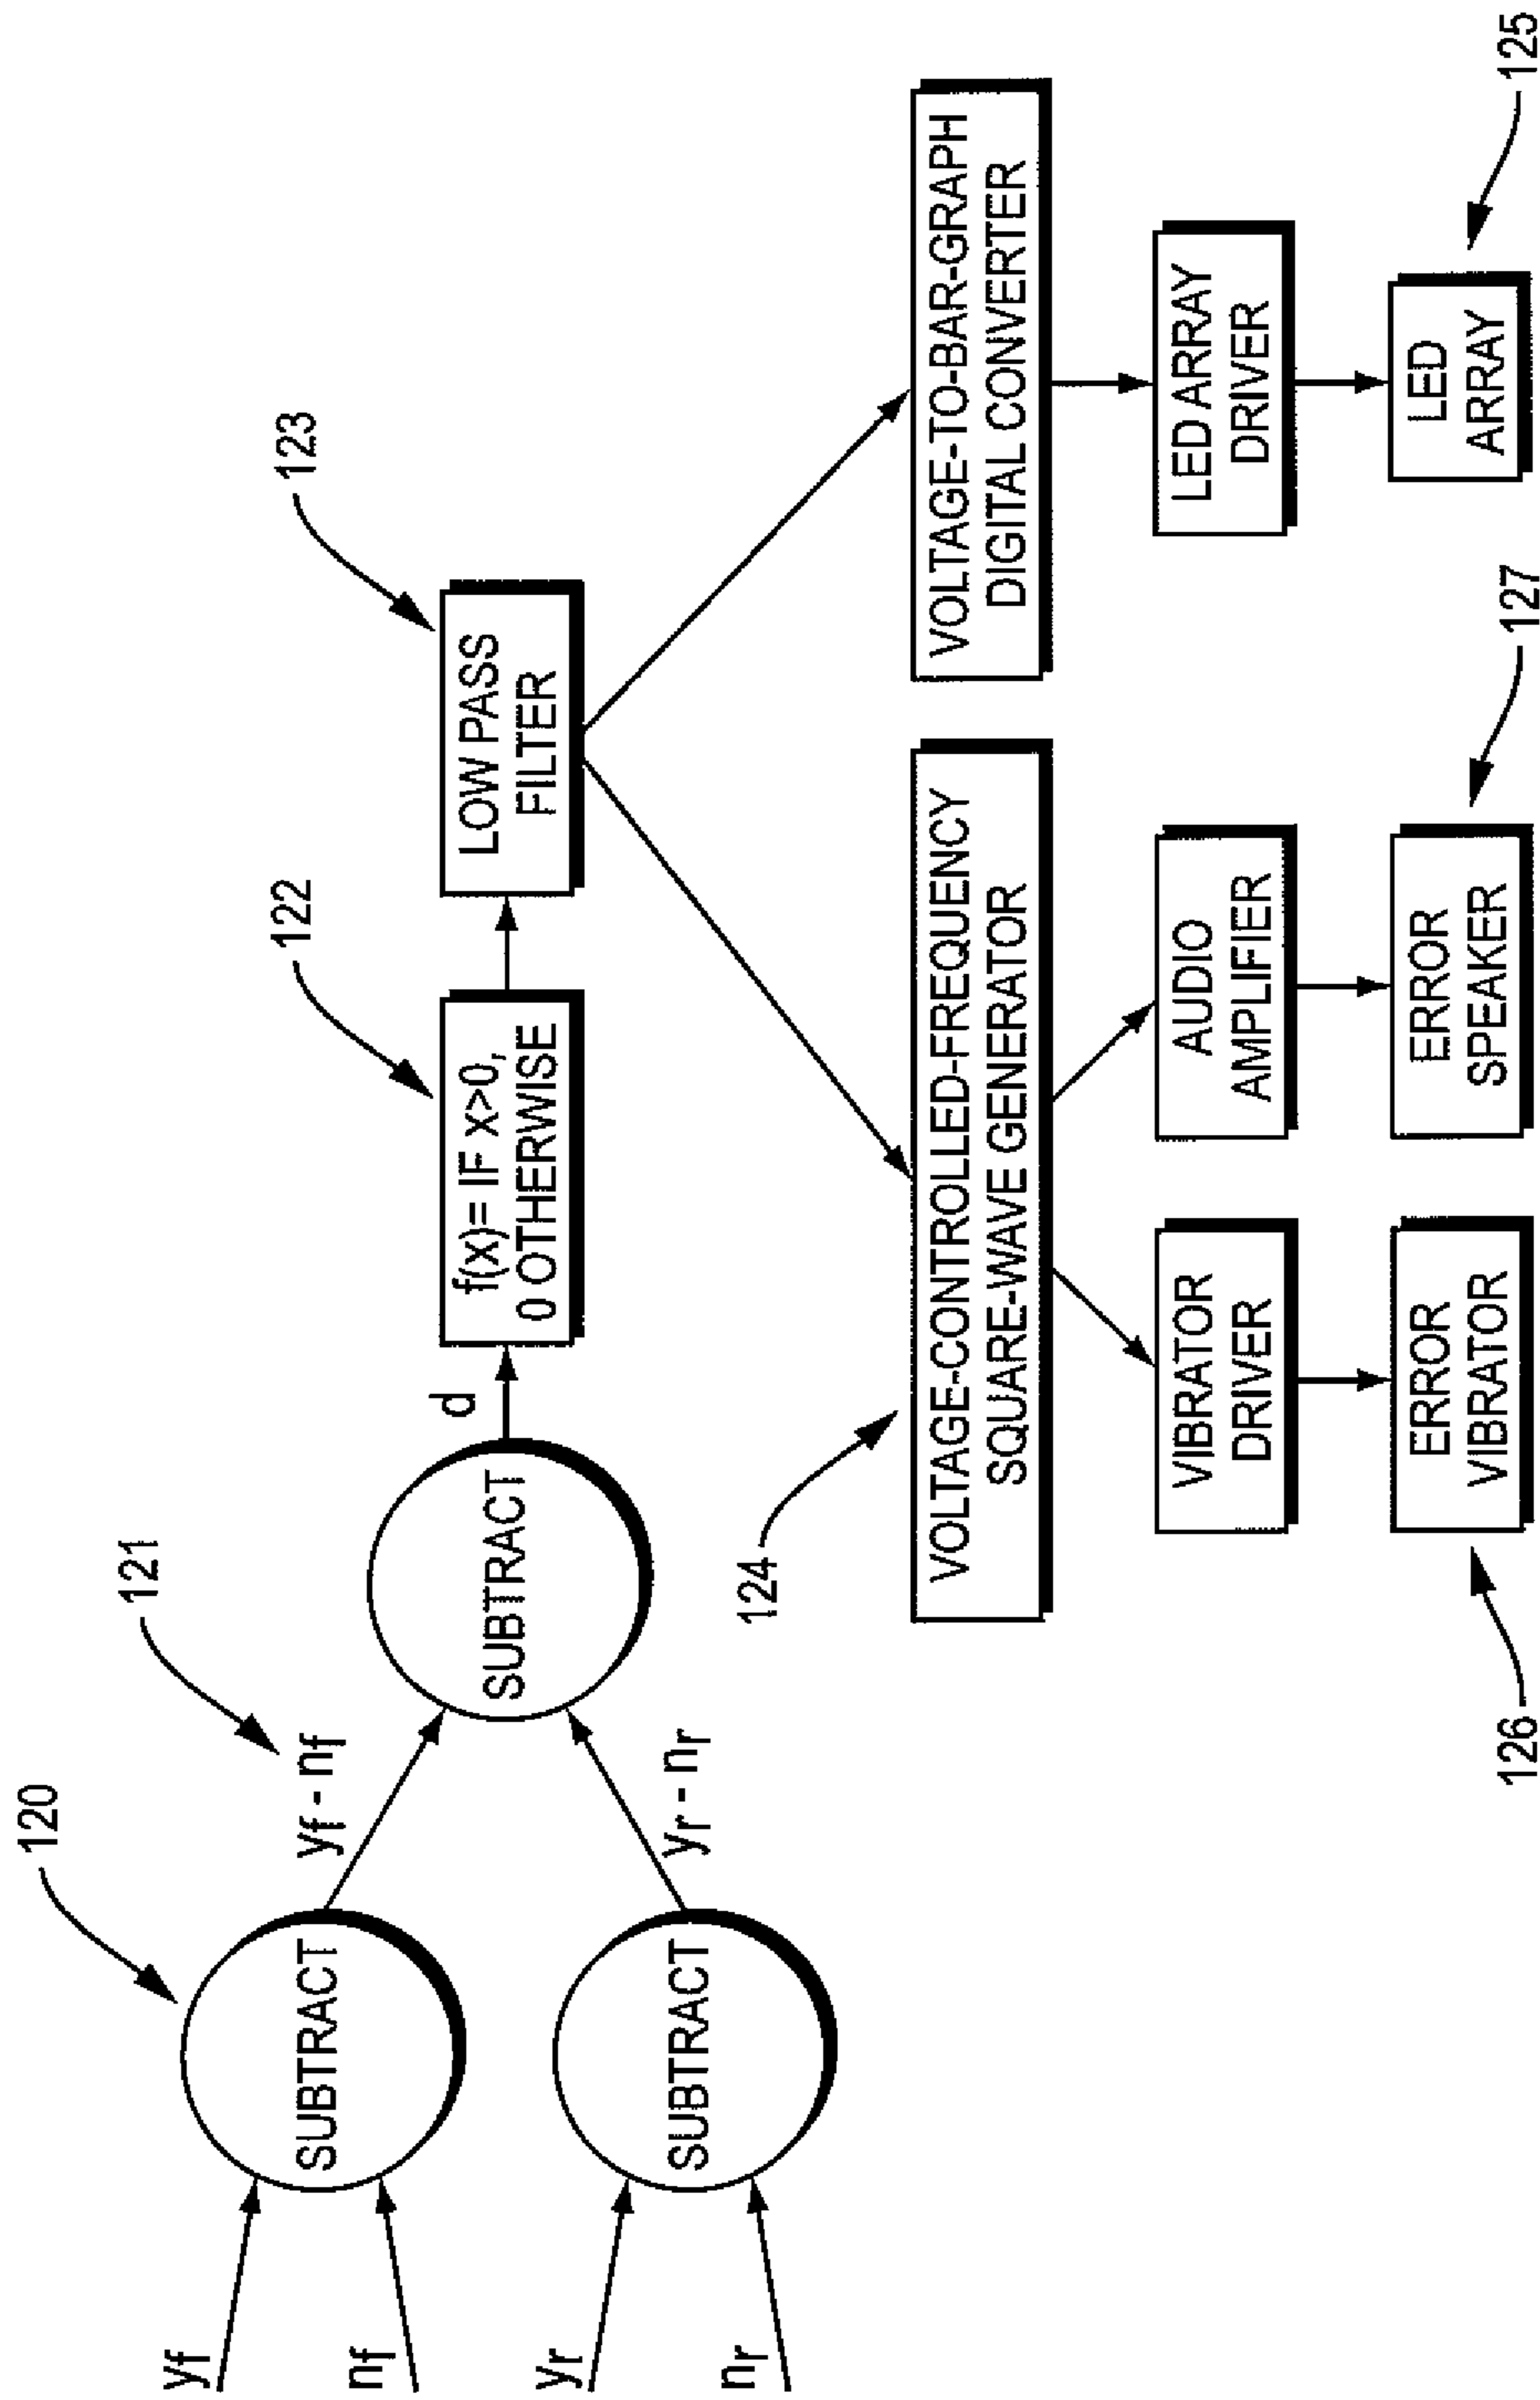 120
121
122
123
yf
nf
SUBTRACT
yf - nf
yr
nr
SUBTRACT
yr - nr
SUBTRACT
d
f(x)= IF X>0,
0 OTHERWISE
LOW PASS
FILTER
124
VOLTAGE-CONTROLLED-FREQUENCY
SQUARE-WAVE GENERATOR
VOLTAGE-TO-BAR-GRAPH
DIGITAL CONVERTER
VIBRATOR
DRIVER
AUDIO
AMPLIFIER
LED ARRAY
DRIVER
ERROR
VIBRATOR
ERROR
SPEAKER
LED
ARRAY
126
127
125